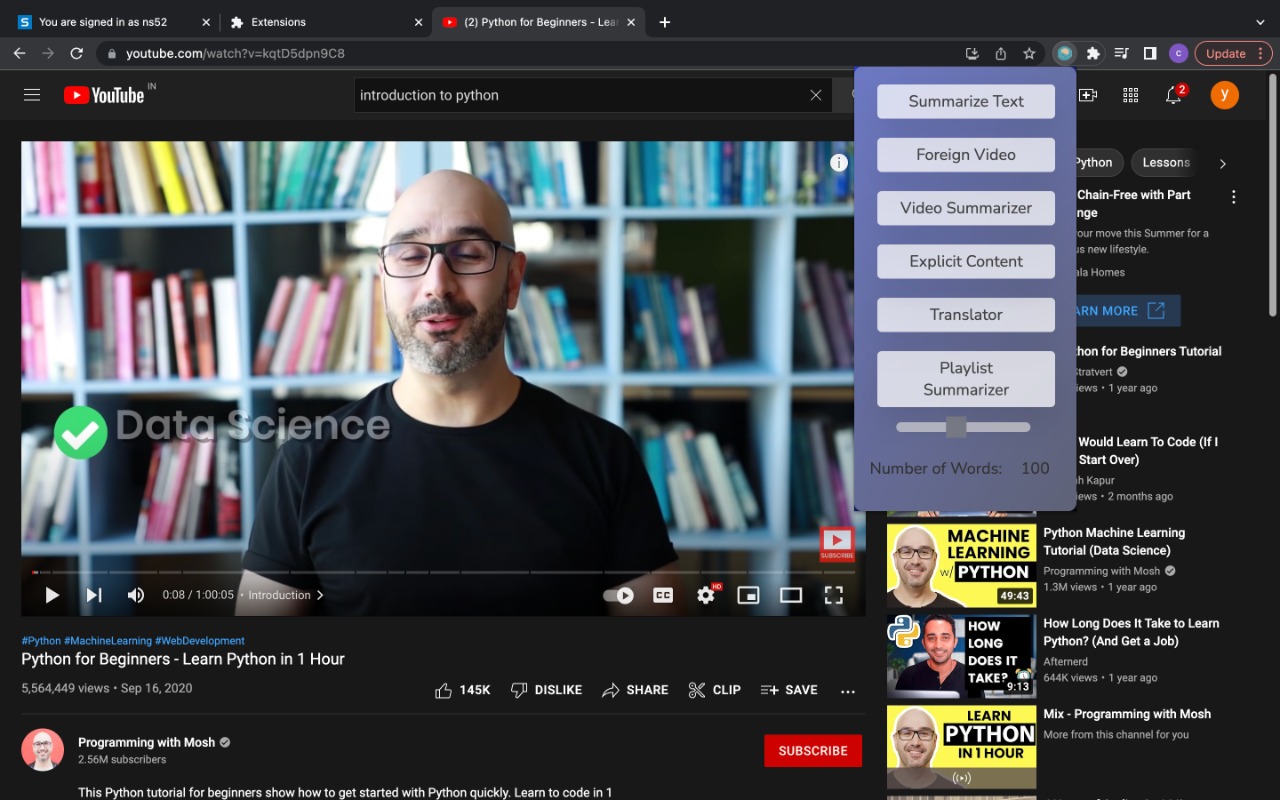 You are signed in as ns52
Extensions
(2) Python for Beginners - Lea
youtube.com/watch?v=kqtD5dpn9C8
c
Update
YouTube IN
introduction to python
2
y
Summarize Text
Foreign Video
Video Summarizer
Explicit Content
Translator
Playlist
Summarizer
Number of Words: 100
Python
Lessons
Chain-Free with Part
nge
our move this Summer for a
us new lifestyle.
ala Homes
ARN MORE
hon for Beginners Tutorial
Stratvert
iews • 1 year ago
Would Learn To Code (If I
Start Over)
h Kapur
iews • 2 months ago
Data Science
SUBSCRIBE
0:08 / 1:00:05 • Introduction
CC
HD
MACHINE
LEARNING
w/ PYTHON
49:43
Python Machine Learning
Tutorial (Data Science)
Programming with Mosh
1.3M views • 1 year ago
HOW
LONG
DOES IT
TAKE?
9:13
How Long Does It Take to Learn
Python? (And Get a Job)
Afternerd
644K views • 1 year ago
LEARN
PYTHON
IN 1 HOUR
Mix - Programming with Mosh
More from this channel for you
#Python #MachineLearning #WebDevelopment
Python for Beginners - Learn Python in 1 Hour
5,564,449 views • Sep 16, 2020
145K
DISLIKE
SHARE
CLIP
SAVE
Programming with Mosh
2.56M subscribers
SUBSCRIBE
This Python tutorial for beginners show how to get started with Python quickly. Learn to code in 1